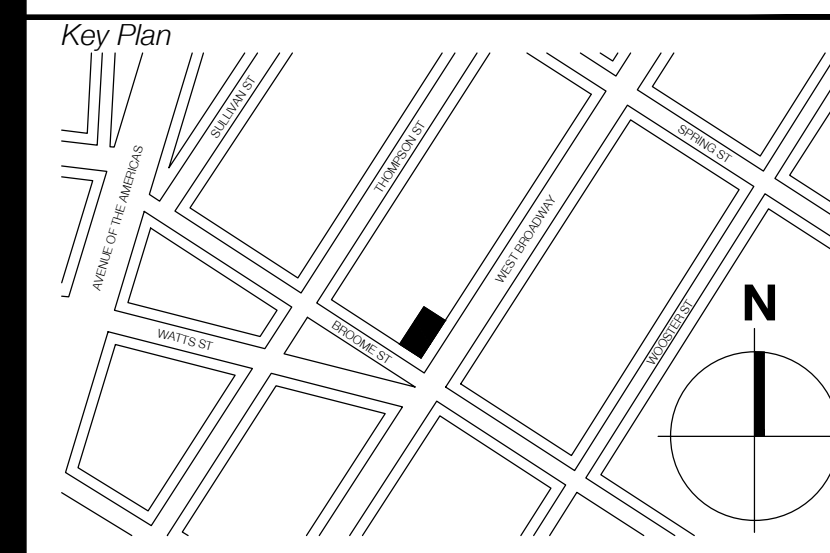 Key Plan
SULLIVAN ST
THOMPSON ST
SPRING ST
AVENUE OF THE AMERICAS
WEST BROADWAY
N
WATTS ST
BROOME ST
WOOSTER ST